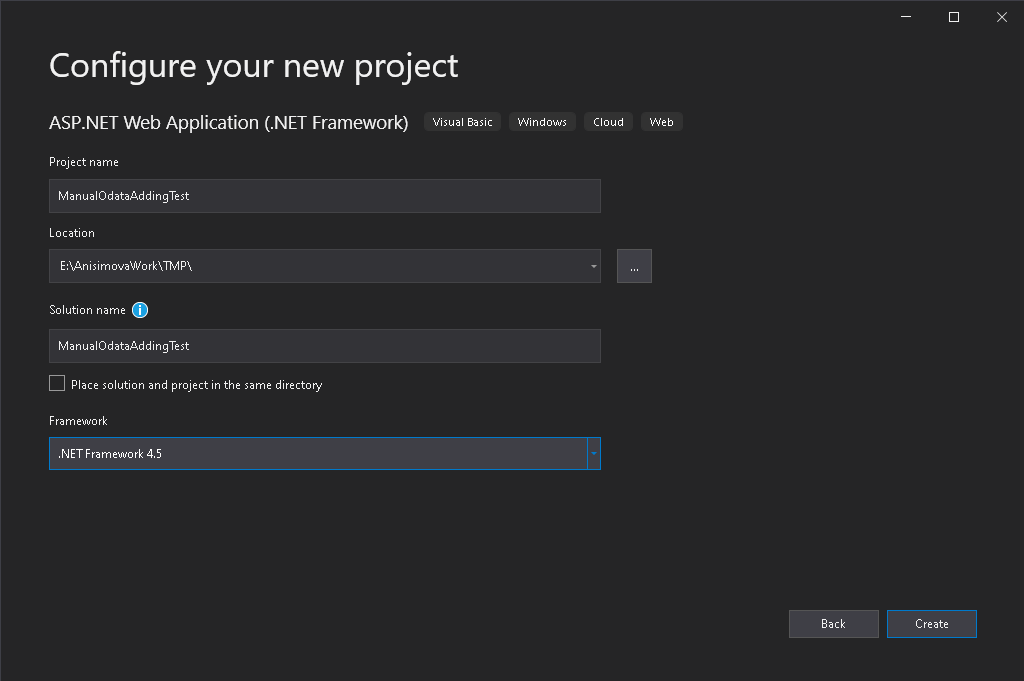 Configure your new project
ASP.NET Web Application (.NET Framework) Visual Basic Windows Cloud Web
Project name
ManualOdataAddingTest
Location
E:\AnisimovaWork\TMP\
...
Solution name
ManualOdataAddingTest
Place solution and project in the same directory
Framework
.NET Framework 4.5
Back Create